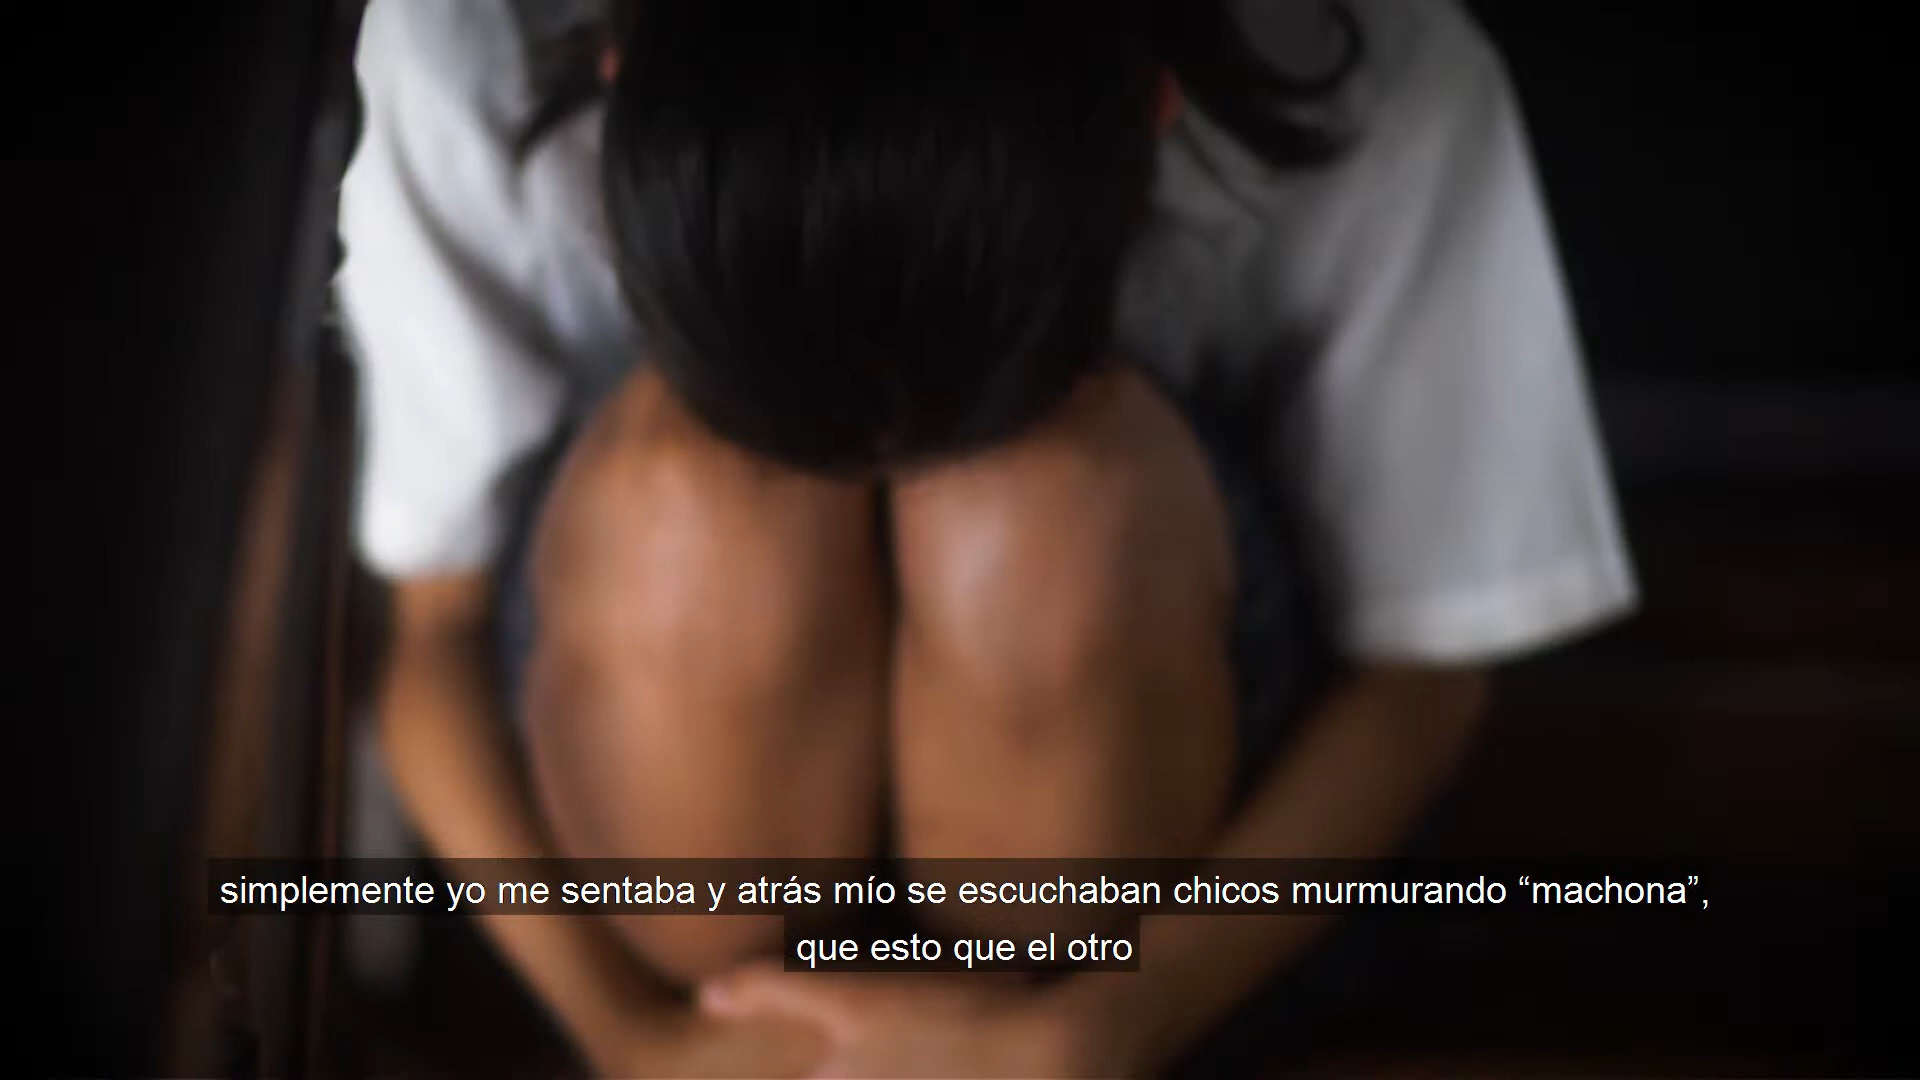 simplemente yo me sentaba y atrás mío se escuchaban chicos murmurando “machona”,
que esto que el otro